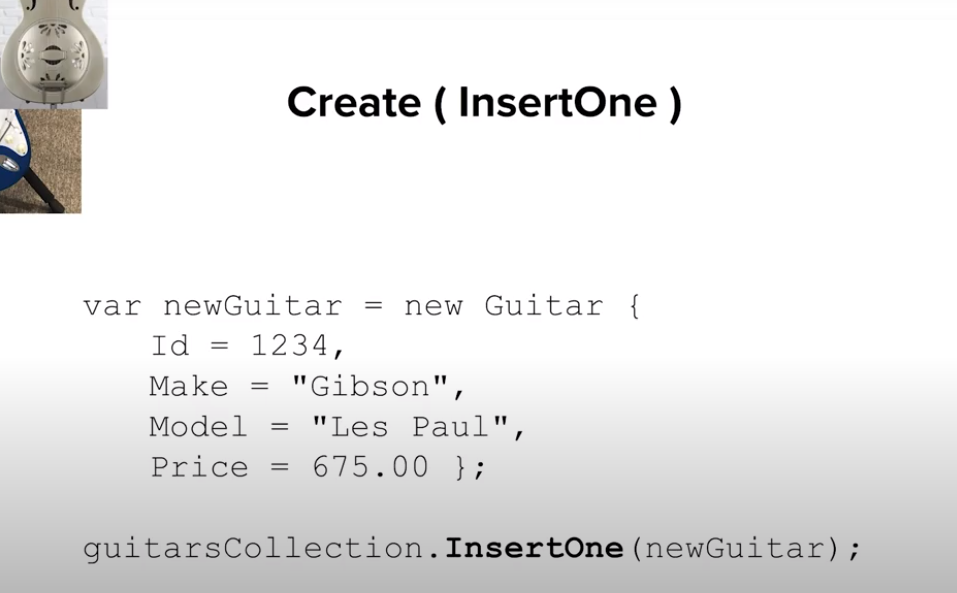 Create ( InsertOne )
var newGuitar = new Guitar {
Id = 1234,
Make = "Gibson",
Model = "Les Paul",
Price = 675.00 };
guitarsCollection.InsertOne(newGuitar);